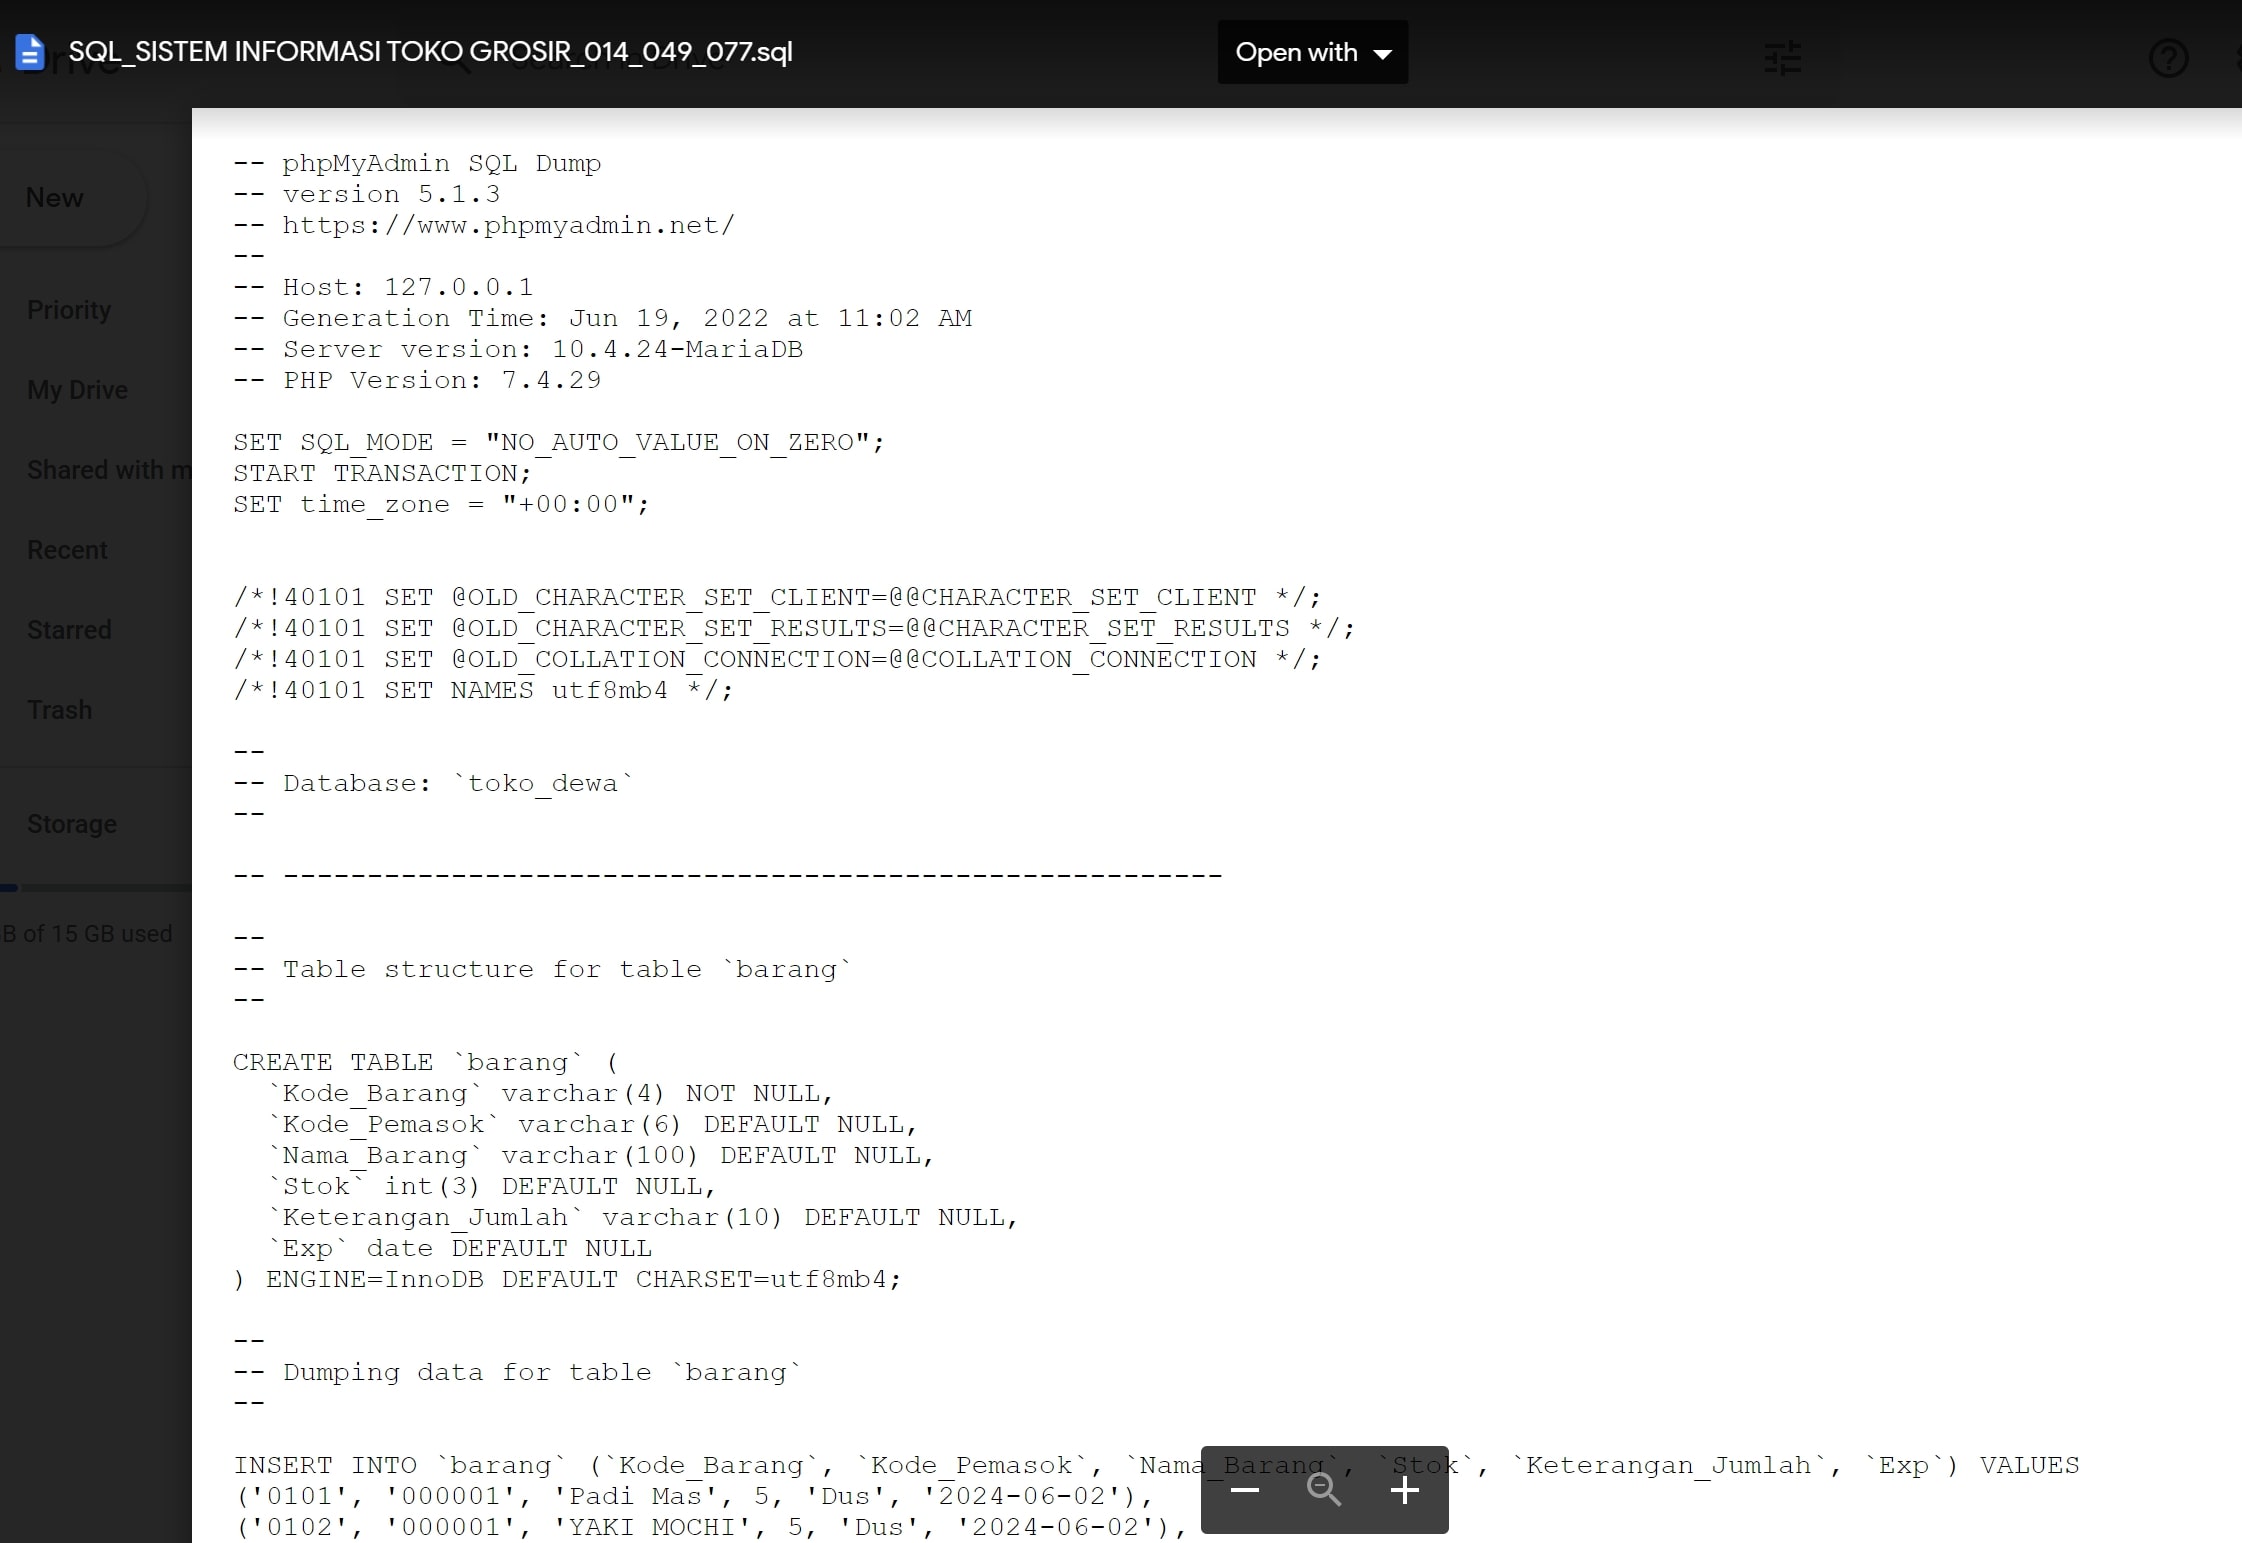 SQL_SISTEM INFORMASI TOKO GROSIR_014_049_077.sql
Open with
Drive
New
Priority
My Drive
Shared with m
Recent
Starred
Trash
Storage
B of 15 GB used
-- phpMyAdmin SQL Dump
-- version 5.1.3
-- https://www.phpmyadmin.net/
--
-- Host: 127.0.0.1
-- Generation Time: Jun 19, 2022 at 11:02 AM
-- Server version: 10.4.24-MariaDB
-- PHP Version: 7.4.29
SET SQL_MODE = "NO_AUTO_VALUE_ON_ZERO";
START TRANSACTION;
SET time_zone = "+00:00";
/*!40101 SET @OLD_CHARACTER_SET_CLIENT=@@CHARACTER_SET_CLIENT */;
/*!40101 SET @OLD_CHARACTER_SET_RESULTS=@@CHARACTER_SET_RESULTS */;
/*!40101 SET @OLD_COLLATION_CONNECTION=@@COLLATION_CONNECTION */;
/*!40101 SET NAMES utf8mb4 */;
--
-- Database: `toko_dewa`
--
-- --------------------------------------------------------
--
-- Table structure for table `barang`
--
CREATE TABLE `barang` (
  `Kode_Barang` varchar(4) NOT NULL,
  `Kode_Pemasok` varchar(6) DEFAULT NULL,
  `Nama_Barang` varchar(100) DEFAULT NULL,
  `Stok` int(3) DEFAULT NULL,
  `Keterangan_Jumlah` varchar(10) DEFAULT NULL,
  `Exp` date DEFAULT NULL
) ENGINE=InnoDB DEFAULT CHARSET=utf8mb4;
--
-- Dumping data for table `barang`
--
INSERT INTO `barang` (`Kode_Barang`, `Kode_Pemasok`, `Nama_Barang`, `Stok`, `Keterangan_Jumlah`, `Exp`) VALUES
('0101', '000001', 'Padi Mas', 5, 'Dus', '2024-06-02'),
('0102', '000001', 'YAKI MOCHI', 5, 'Dus', '2024-06-02'),